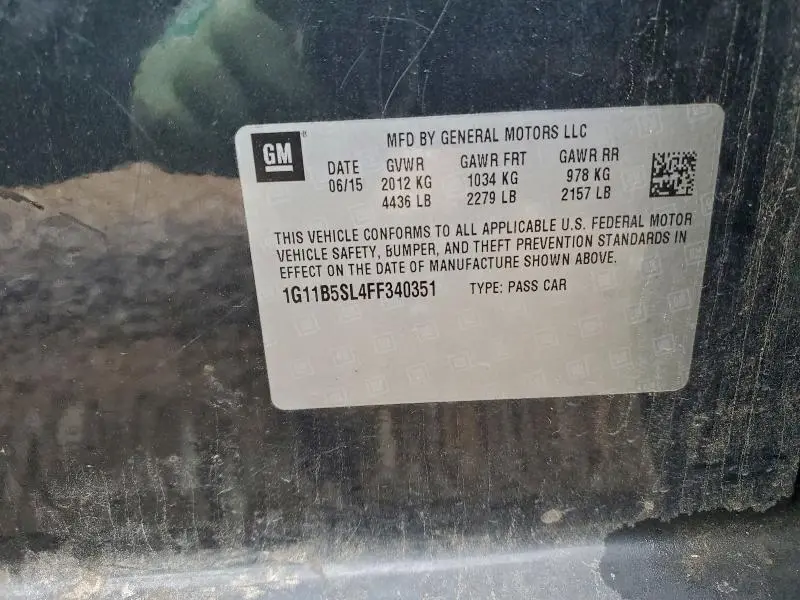 GM
MFD BY GENERAL MOTORS LLC
DATE GVWR GAWR FRT GAWR RR
06/15 2012 KG 1034 KG 978 KG
4436 LB 2279 LB 2157 LB
THIS VEHICLE CONFORMS TO ALL APPLICABLE U.S. FEDERAL MOTOR
VEHICLE SAFETY, BUMPER, AND THEFT PREVENTION STANDARDS IN
EFFECT ON THE DATE OF MANUFACTURE SHOWN ABOVE.
1G11B5SL4FF340351 TYPE: PASS CAR